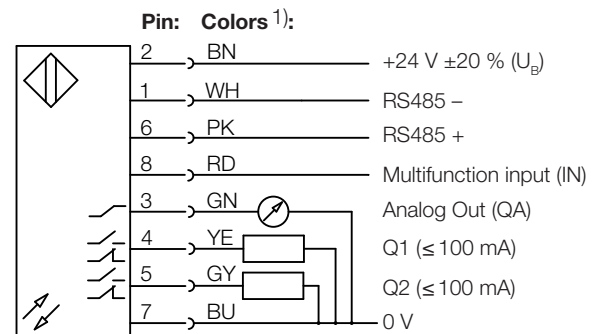 Pin: Colors 1):
2 BN +24 V ±20 % (UB)
1 WH RS485 –
6 PK RS485 +
8 RD Multifunction input (IN)
3 GN Analog Out (QA)
4 YE Q1 (≤ 100 mA)
5 GY Q2 (≤ 100 mA)
7 BU 0 V